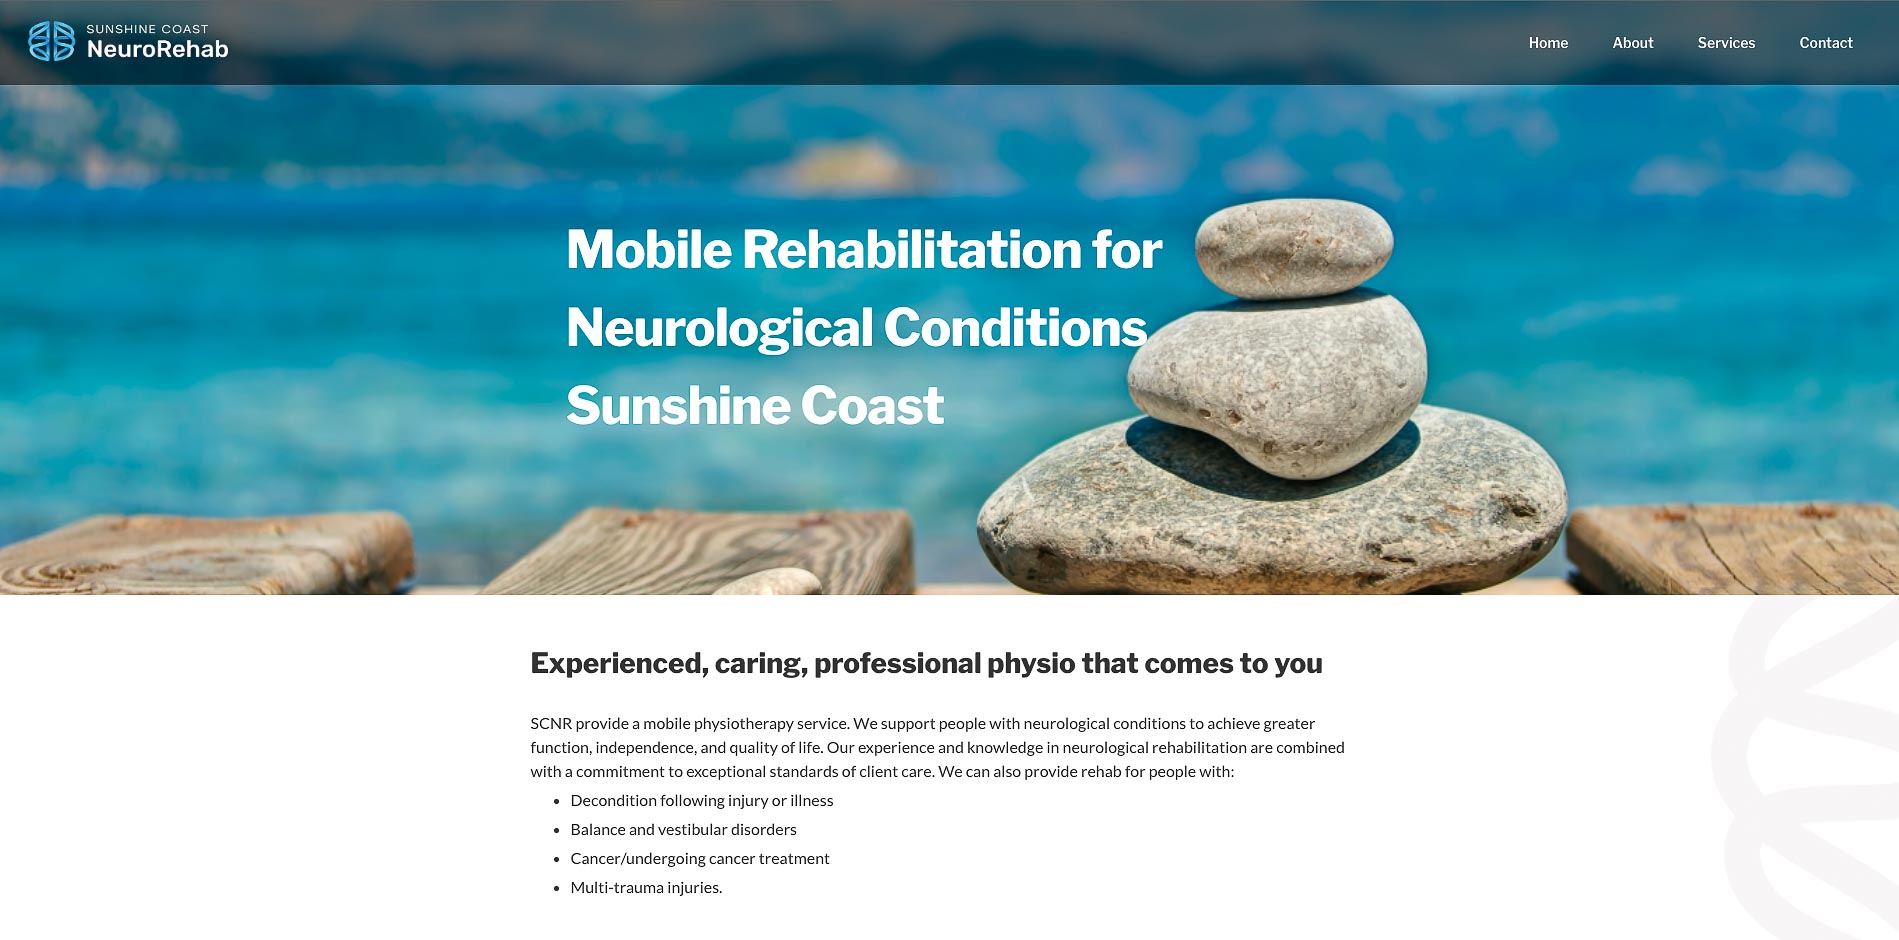 SUNSHINE COAST
NeuroRehab
Home About Services Contact
Mobile Rehabilitation for
Neurological Conditions
Sunshine Coast
Experienced, caring, professional physio that comes to you
SCNR provide a mobile physiotherapy service. We support people with neurological conditions to achieve greater
function, independence, and quality of life. Our experience and knowledge in neurological rehabilitation are combined
with a commitment to exceptional standards of client care. We can also provide rehab for people with:
• Decondition following injury or illness
• Balance and vestibular disorders
• Cancer/undergoing cancer treatment
• Multi-trauma injuries.